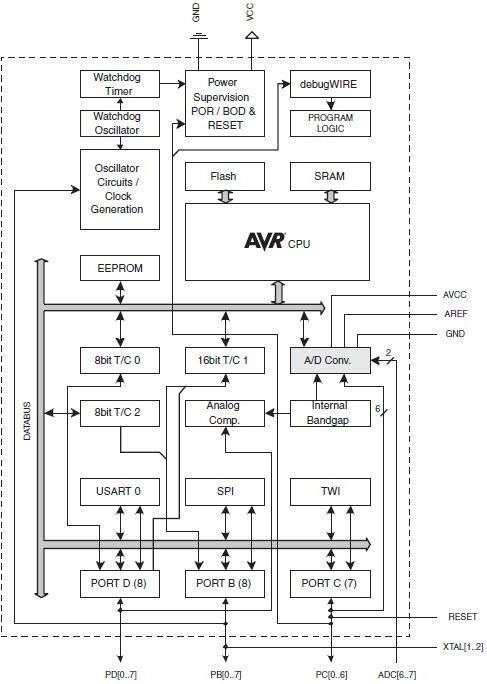 GND
VCC
Watchdog
Timer
Power
Supervision
POR / BOD &
RESET
debugWIRE
Watchdog
Oscillator
PROGRAM
LOGIC
Oscillator
Circuits /
Clock
Generation
Flash
SRAM
AVR CPU
EEPROM
AVCC
AREF
GND
8bit T/C 0
16bit T/C 1
A/D Conv.
2
DATABUS
8bit T/C 2
Analog
Comp.
Internal
Bandgap
6
USART 0
SPI
TWI
PORT D (8)
PORT B (8)
PORT C (7)
RESET
XTAL[1..2]
PD[0..7]
PB[0..7]
PC[0..6]
ADC[6..7]